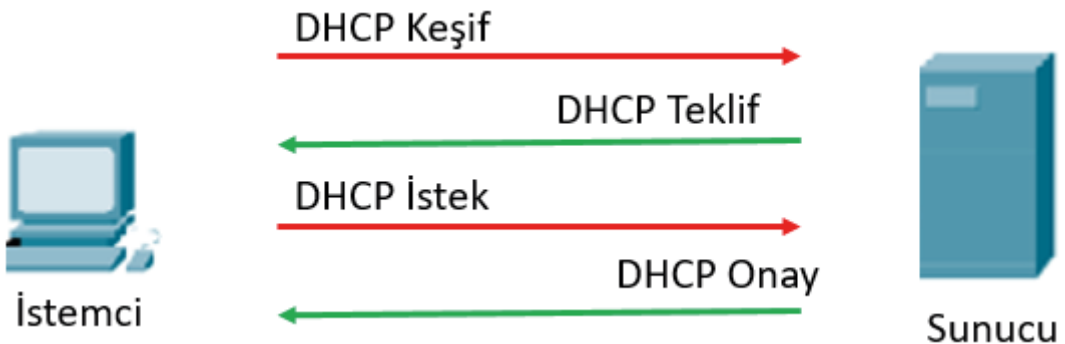 DHCP Keşif
DHCP Teklif
DHCP İstek
DHCP Onay
İstemci
Sunucu